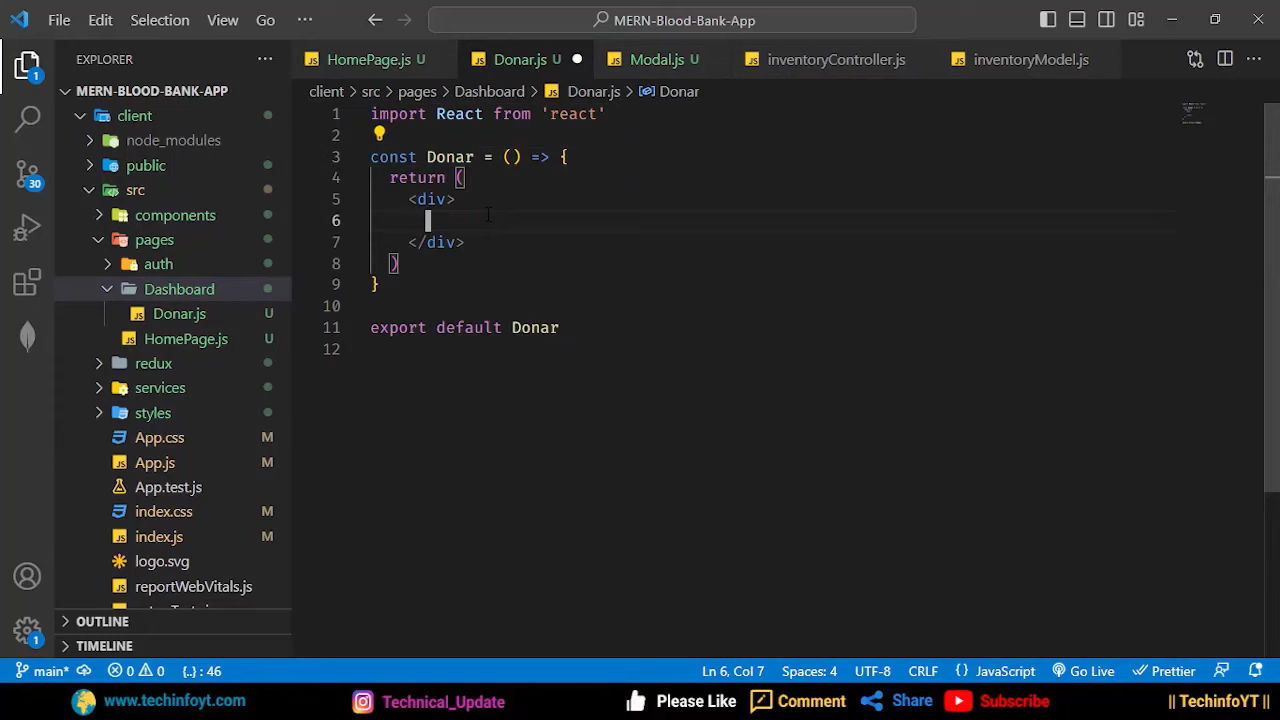 File Edit Selection View Go ··· MERN-Blood-Bank-App
EXPLORER ···
HomePage.js U Donar.js U Modal.js U inventoryController.js inventoryModel.js ···
MERN-BLOOD-BANK-APP
client > src > pages > Dashboard > Donar.js > Donar
client
node_modules
public
src
components
pages
auth
Dashboard
Donar.js U
HomePage.js U
redux
services
styles
App.css M
App.js M
App.test.js
index.css M
index.js M
logo.svg
reportWebVitals.js
OUTLINE
TIMELINE
1
30
1
1 import React from 'react'
2
3 const Donar = () => {
4 return (
5 <div>
6
7 </div>
8 )
9 }
10
11 export default Donar
12
main* 0 0 {..} : 46 Ln 6, Col 7 Spaces: 4 UTF-8 CRLF {} JavaScript Go Live Prettier
www.techinfoyt.com Technical_Update Please Like Comment Share Subscribe || TechinfoYT ||